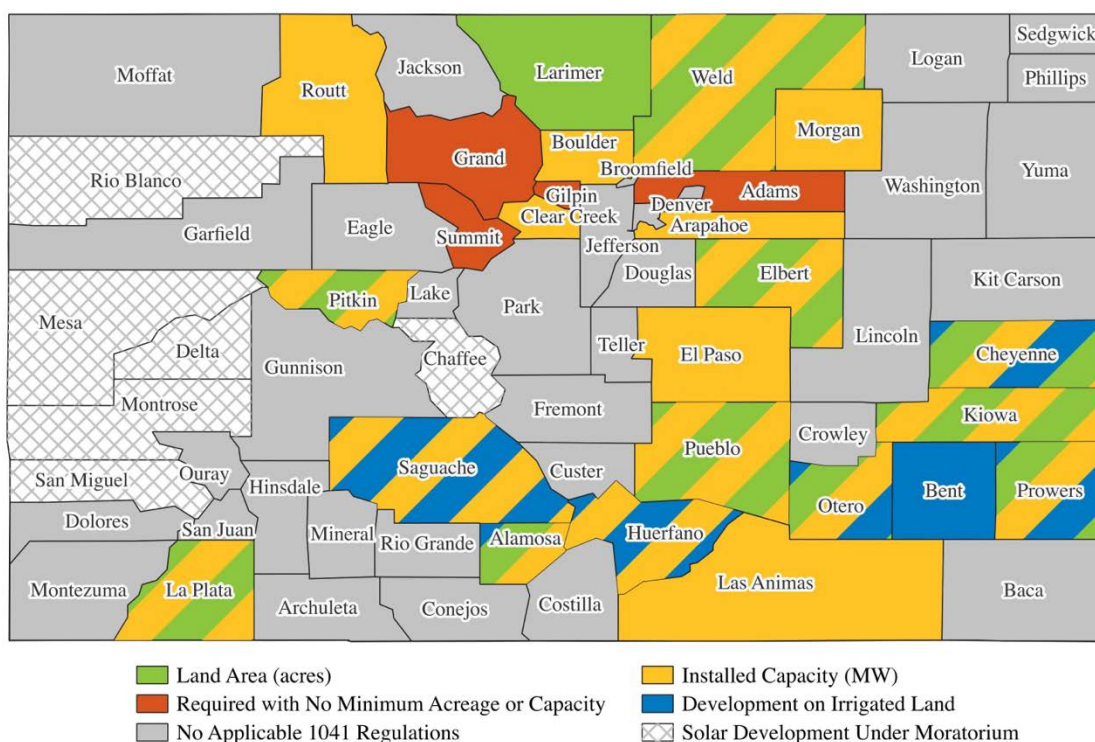 Sedgwick
Logan
Jackson
Moffat
Larimer
Weld
Phillips
Routt
Morgan
Boulder
Grand
Broomfield
Yuma
Rio Blanco
Gilpin
Adams
Washington
Denver
Clear Creek
Arapahoe
Garfield
Eagle
Summit
Jefferson
Douglas
Elbert
Kit Carson
Pitkin
Lake
Park
Mesa
Lincoln
Delta
Chaffee
Teller
El Paso
Cheyenne
Gunnison
Montrose
Fremont
Kiowa
Crowley
Pueblo
Saguache
Custer
San Miguel
Ouray
Hinsdale
Otero
Bent
Prowers
Dolores
San Juan
Mineral
Rio Grande
Alamosa
Huerfano
Montezuma
La Plata
Las Animas
Archuleta
Conejos
Costilla
Baca
Land Area (acres)
Required with No Minimum Acreage or Capacity
No Applicable 1041 Regulations
Installed Capacity (MW)
Development on Irrigated Land
Solar Development Under Moratorium